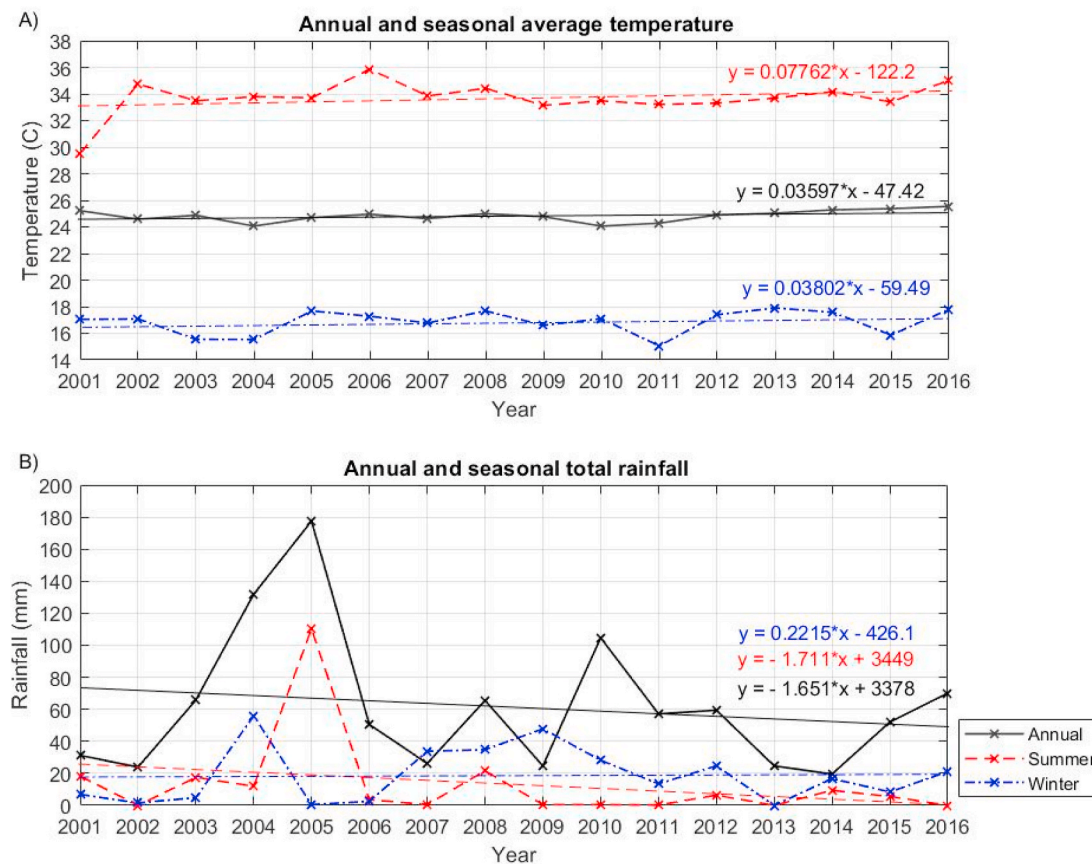 A)
Annual and seasonal average temperature
38
36
34
32
30
28
26
24
22
20
18
16
14
Temperature (C)
y = 0.07762*x - 122.2
y = 0.03597*x - 47.42
y = 0.03802*x - 59.49
2001 2002 2003 2004 2005 2006 2007 2008 2009 2010 2011 2012 2013 2014 2015 2016
Year
B)
Annual and seasonal total rainfall
200
180
160
140
120
100
80
60
40
20
0
Rainfall (mm)
y = 0.2215*x - 426.1
y = - 1.711*x + 3449
y = - 1.651*x + 3378
2001 2002 2003 2004 2005 2006 2007 2008 2009 2010 2011 2012 2013 2014 2015 2016
Year
Annual
Summer
Winter